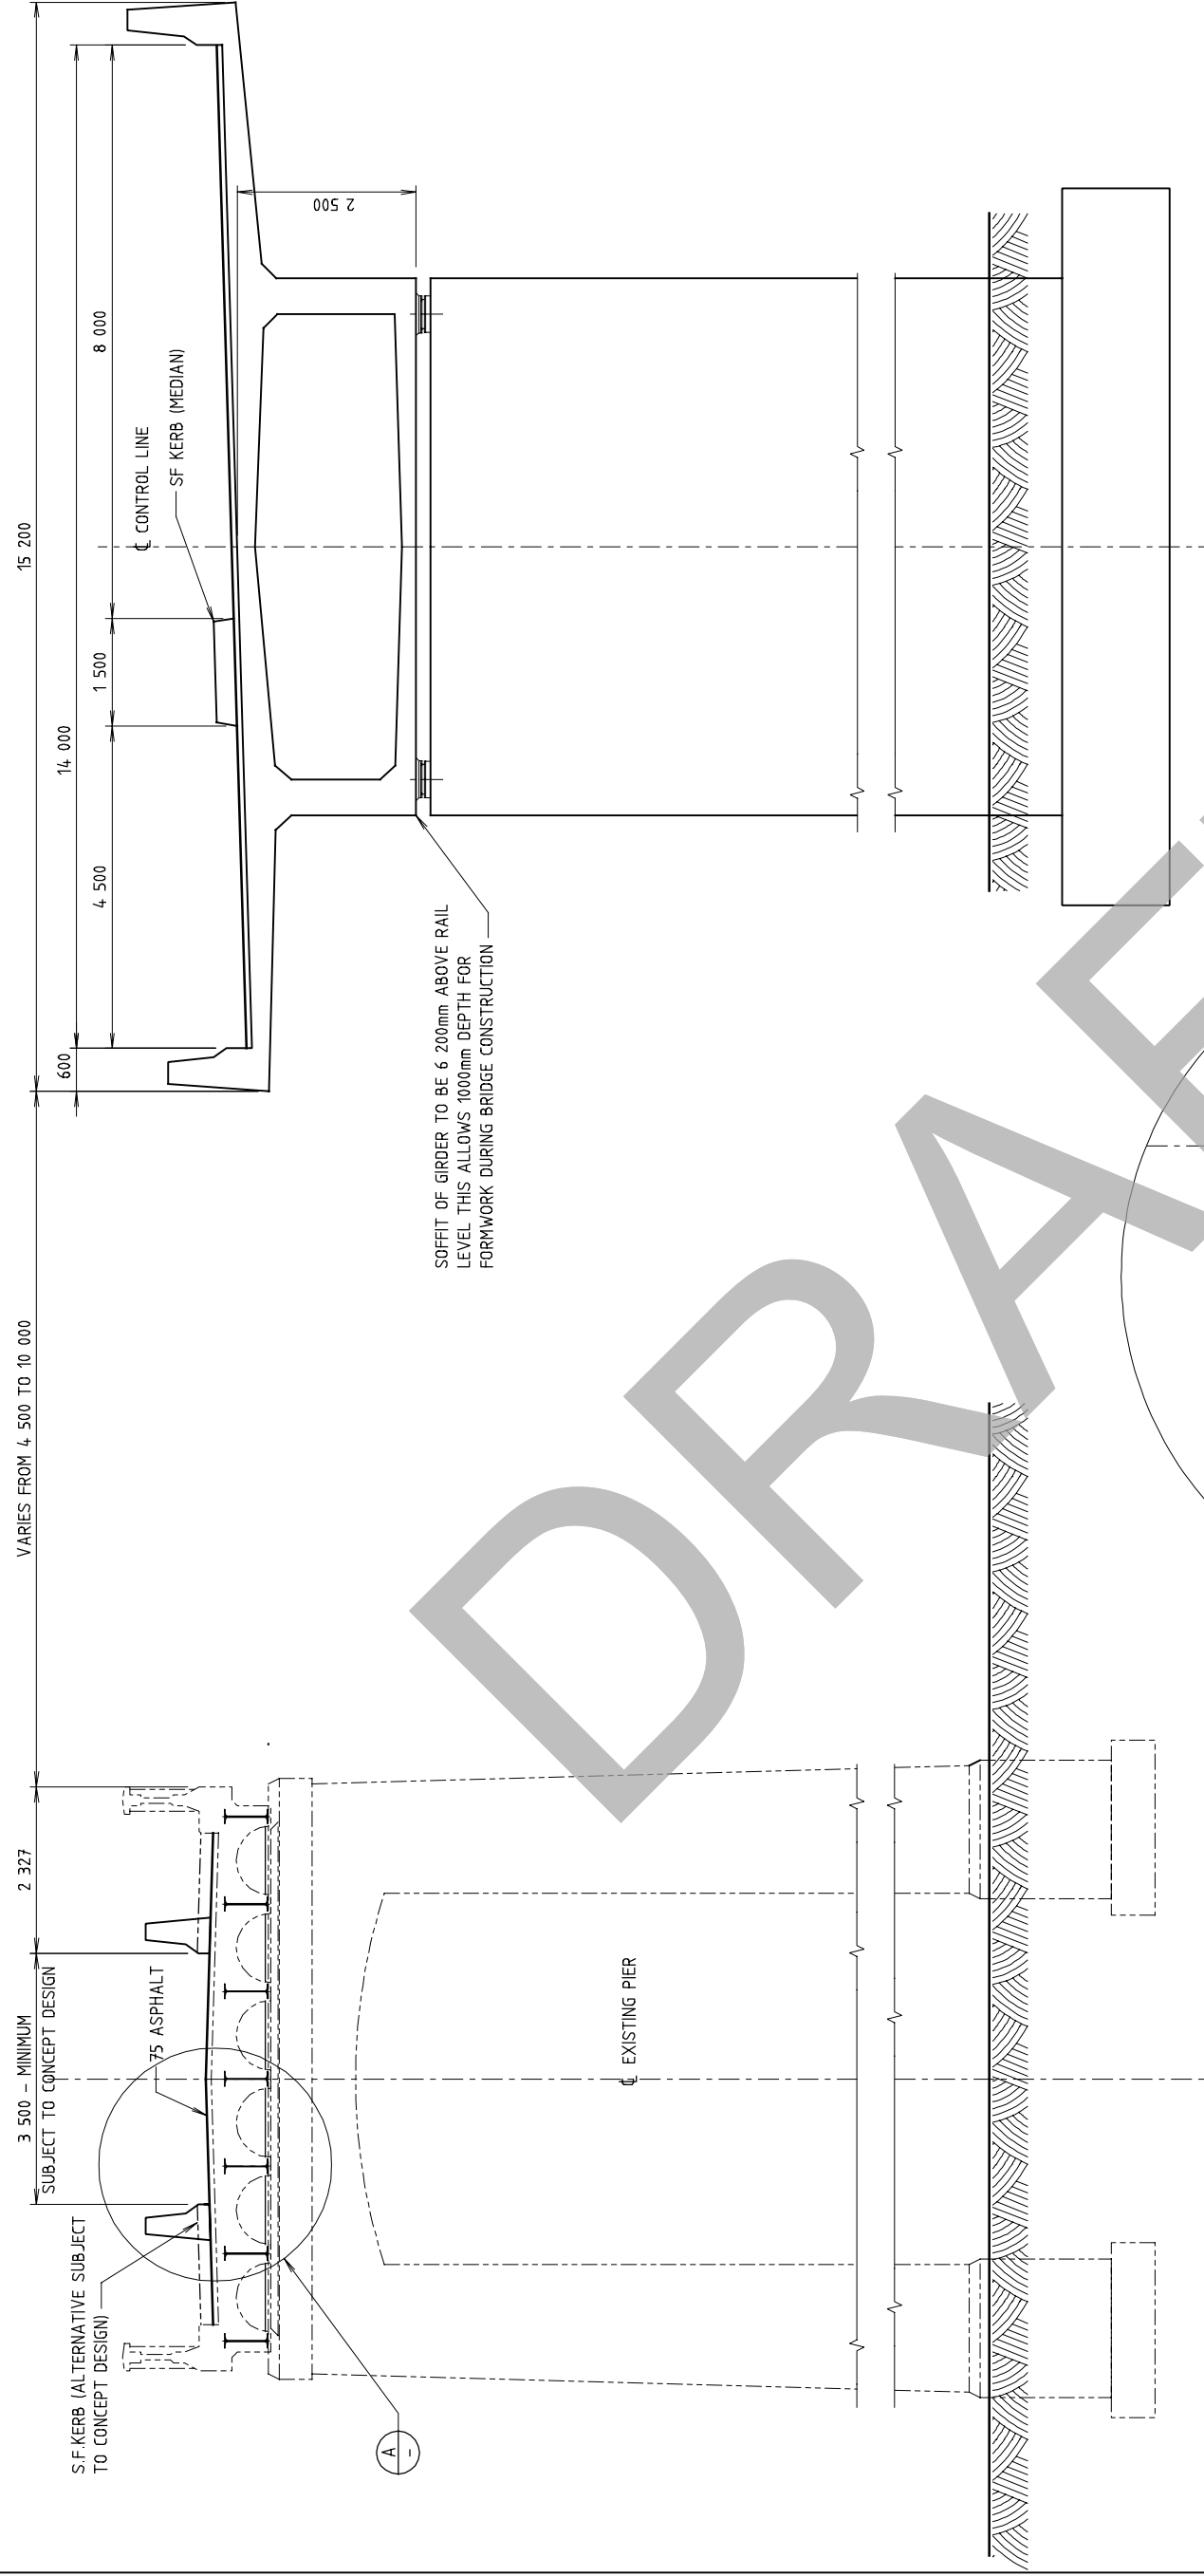 3 500 - MINIMUM
SUBJECT TO CONCEPT DESIGN
2 327
VARIES FROM 4 500 TO 10 000
15 200
600
14 000
4 500
1 500
8 000
S.F.KERB (ALTERNATIVE SUBJECT
TO CONCEPT DESIGN)
75 ASPHALT
℄ CONTROL LINE
SF KERB (MEDIAN)
2 500
A
-
SOFFIT OF GIRDER TO BE 6 200mm ABOVE RAIL
LEVEL THIS ALLOWS 1000mm DEPTH FOR
FORMWORK DURING BRIDGE CONSTRUCTION
℄ EXISTING PIER
DRAF